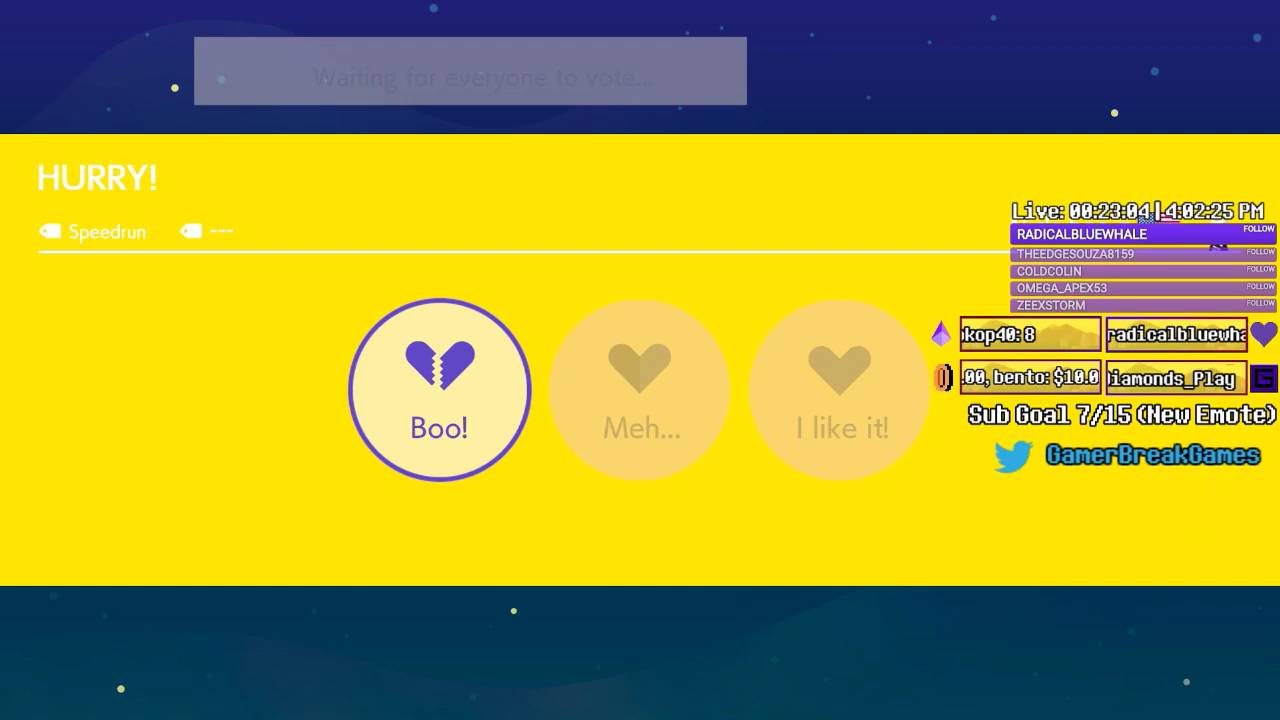 Waiting for everyone to vote...
HURRY!
Speedrun ---
Live: 00:23:04|4:02:25 PM
RADICALBLUEWHALE FOLLOW
THEEDGESOUZA8159 FOLLOW
COLDCOLIN FOLLOW
OMEGA_APEX53 FOLLOW
ZEEXSTORM FOLLOW
kop40: 8 radicalbluewha
.00, bento: $10.0 iamonds_Play
Sub Goal 7/15 (New Emote)
GamerBreakGames
Boo! Meh... I like it!